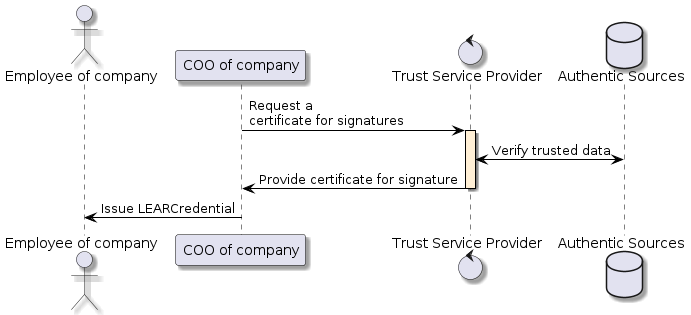 Employee of company
COO of company
Trust Service Provider
Authentic Sources
Request a
certificate for signatures
Verify trusted data
Provide certificate for signature
Issue LEARCredential
Employee of company
COO of company
Trust Service Provider
Authentic Sources